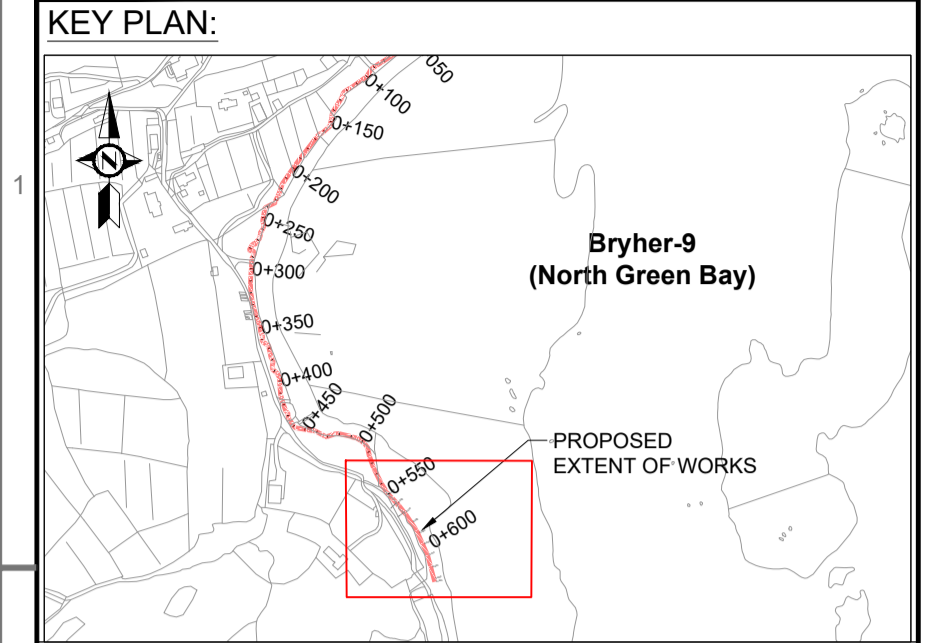 KEY PLAN:
1
050
0+100
0+150
0+200
N
0+250
Bryher-9
(North Green Bay)
0+300
0+350
0+400
0+450
0+500
PROPOSED
EXTENT OF WORKS
0+550
0+600